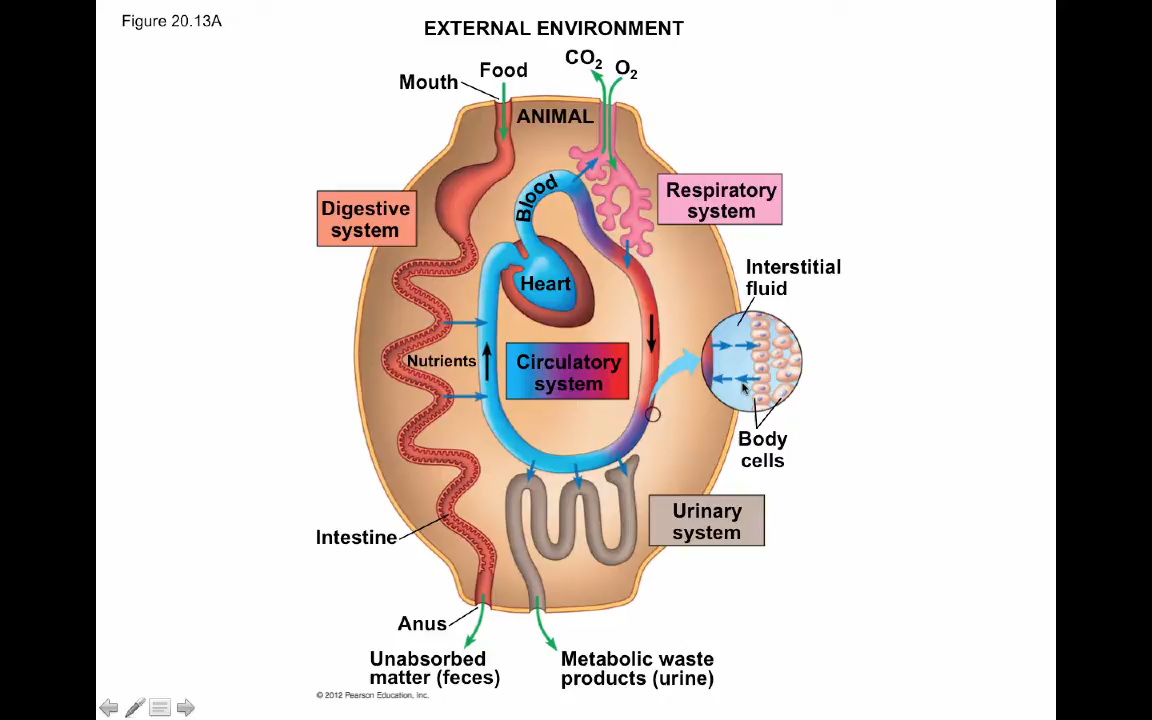 Figure 20.13A
EXTERNAL ENVIRONMENT
CO₂
O₂
Food
Mouth
ANIMAL
Blood
Respiratory
system
Digestive
system
Interstitial
fluid
Heart
Nutrients
Circulatory
system
Body
cells
Urinary
system
Intestine
Anus
Unabsorbed
matter (feces)
Metabolic waste
products (urine)
© 2012 Pearson Education, Inc.